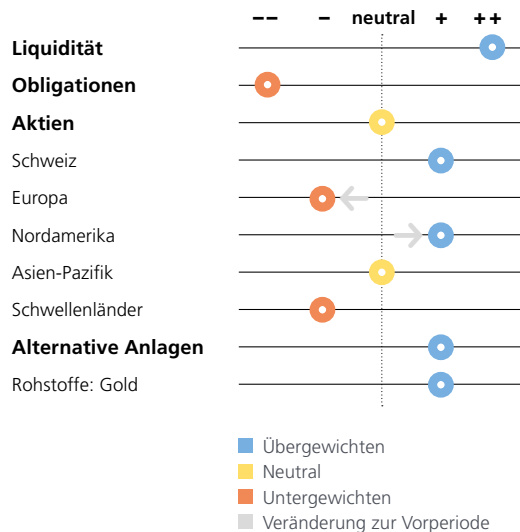 -- - neutral + ++
Liquidität
Obligationen
Aktien
Schweiz
Europa
Nordamerika
Asien-Pazifik
Schwellenländer
Alternative Anlagen
Rohstoffe: Gold
Übergewichten
Neutral
Untergewichten
Veränderung zur Vorperiode